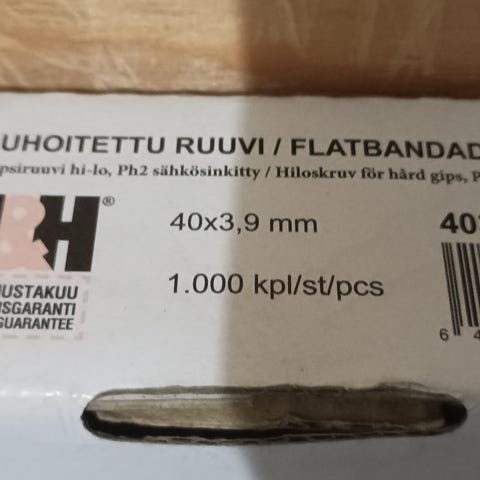 UHOITETTU RUUVI / FLATBANDAD
psiruuvi hi-lo, Ph2 sähkösinkitty / Hiloskruv för hård gips, P
&H®
40x3,9 mm
40
1.000 kpl/st/pcs
USTAKUU
ISGARANTI
GUARANTEE
6 4